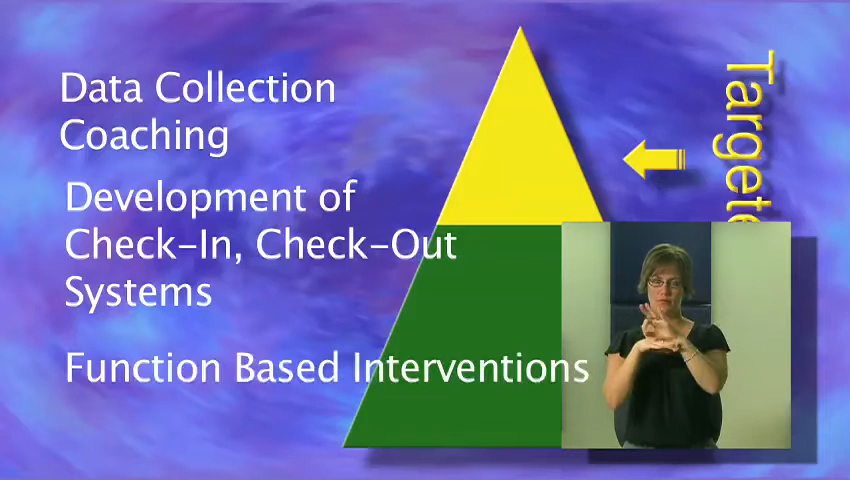 Data Collection
Coaching
Development of
Check-In, Check-Out
Systems
Function Based Interventions